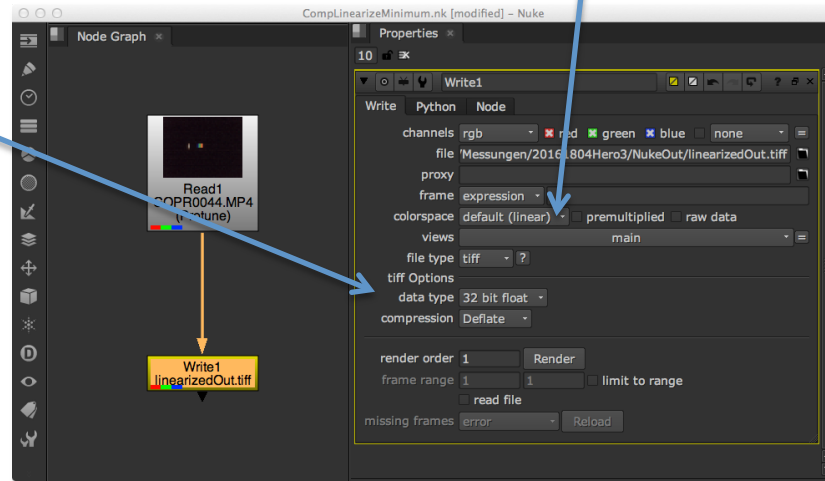 CompLinearizeMinimum.nk [modified] – Nuke
Node Graph ×
Properties ×
10
Write1
? ×
Write Python Node
channels rgb red green blue none =
file 'Messungen/20161804Hero3/NukeOut/linearizedOut.tiff
proxy
frame expression
colorspace default (linear) premultiplied raw data
views main =
file type tiff ?
tiff Options
data type 32 bit float
compression Deflate
render order 1 Render
frame range 1 1 limit to range
read file
missing frames error Reload
Read1
GOPR0044.MP4
(Protune)
Write1
linearizedOut.tiff
D